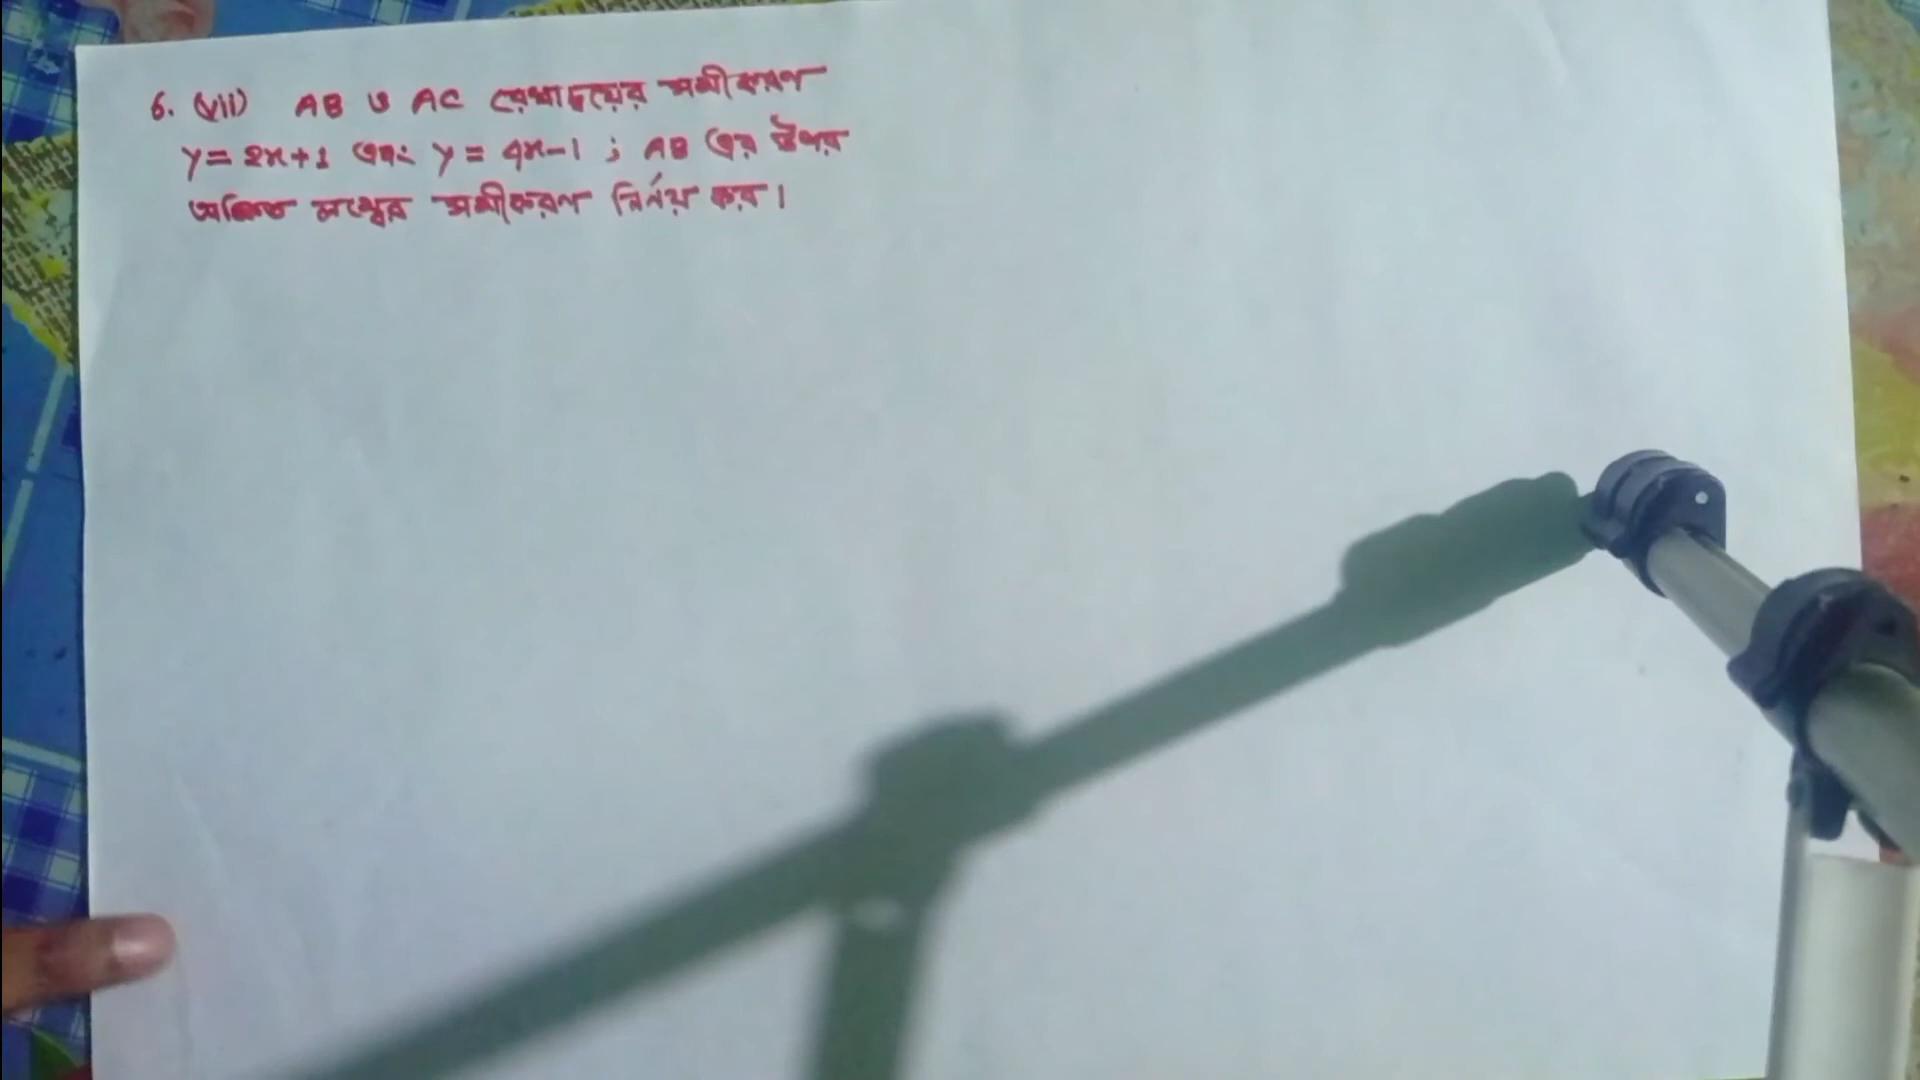 6. (vii) AB ও AC রেখাদ্বয়ের সমীকরণ
y = 2x+1 এবং y = 4x-1 ; AB এর উপর
অঙ্কিত লম্বের সমীকরণ নির্ণয় কর।